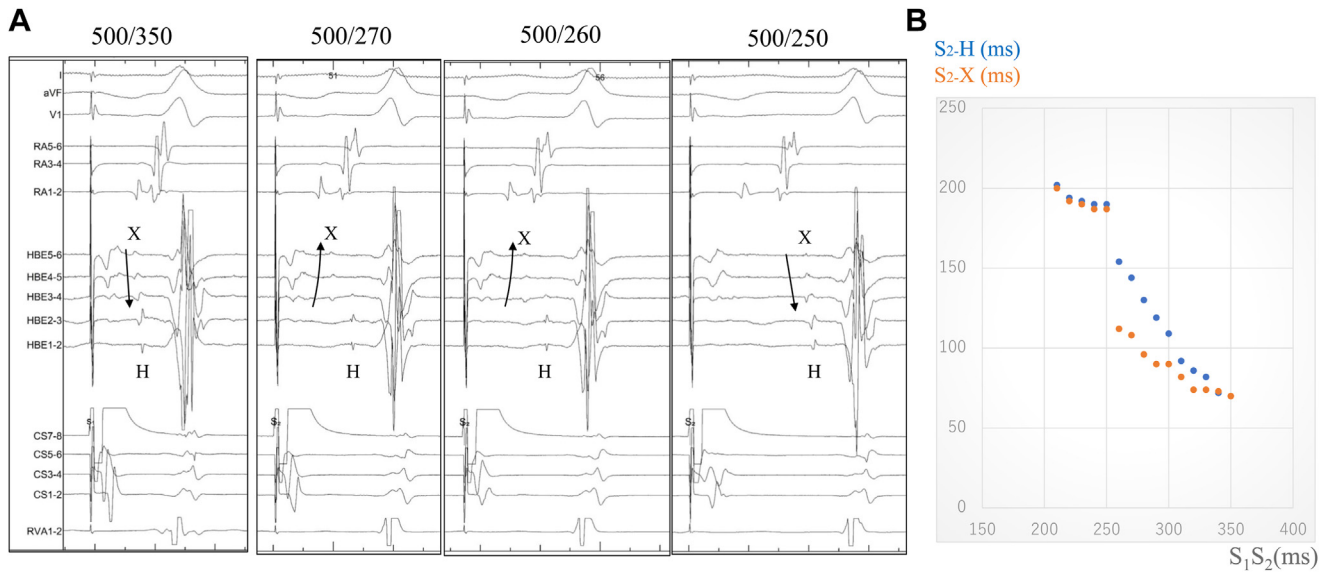 A
500/350
500/270
500/260
500/250
I
aVF
V1
RA5-6
RA3-4
RA1-2
HBE5-6
HBE4-5
HBE3-4
HBE2-3
HBE1-2
CS7-8
CS5-6
CS3-4
CS1-2
RVA1-2
X
H
S
51
X
H
S₂
56
X
H
S₂
X
H
S₂
B
S₂-H (ms)
S₂-X (ms)
250
200
150
100
50
0
150
200
250
300
350
400
S₁S₂(ms)